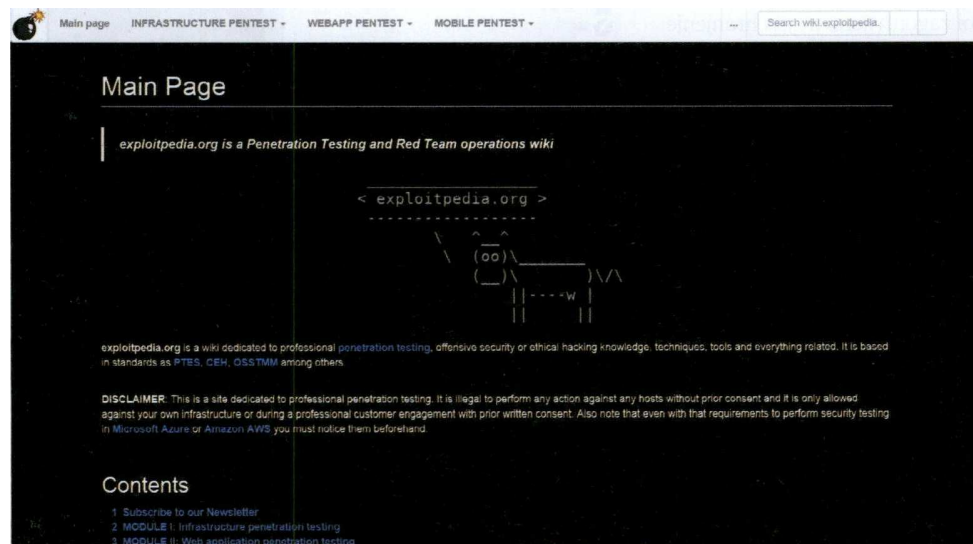 Main page INFRASTRUCTURE PENTEST WEBAPP PENTEST MOBILE PENTEST ... Search wiki.exploitpedia.
Main Page
exploitpedia.org is a Penetration Testing and Red Team operations wiki
< exploitpedia.org >
exploitpedia.org is a wiki dedicated to professional penetration testing, offensive security or ethical hacking knowledge, techniques, tools and everything related. It is based
in standards as PTES, CEH, OSSTMM among others.
DISCLAIMER: This is a site dedicated to professional penetration testing. It is illegal to perform any action against any hosts without prior consent and it is only allowed
against your own infrastructure or during a professional customer engagement with prior written consent. Also note that even with that requirements to perform security testing
in Microsoft Azure or Amazon AWS you must notice them beforehand.
Contents
1 Subscribe to our Newsletter
2 MODULE I: Infrastructure penetration testing
3 MODULE II: Web application penetration testing